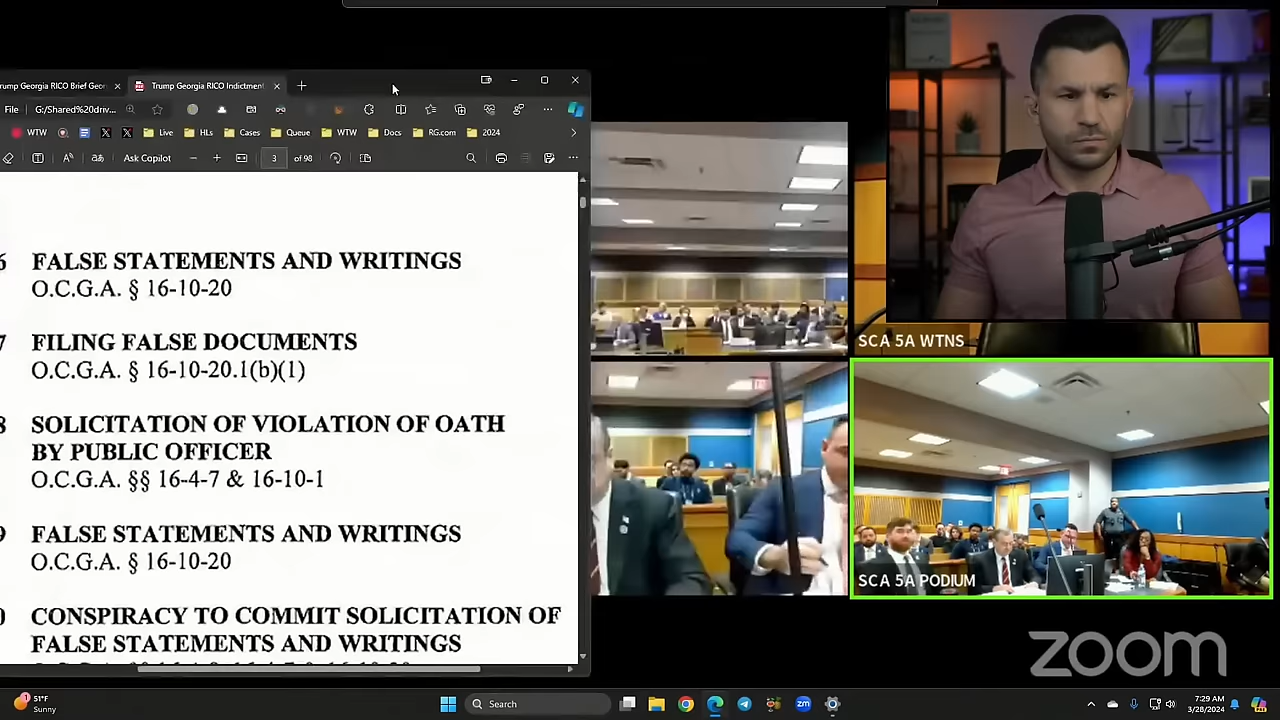 rump Georgia RICO Brief Geor
Trump Georgia RICO Indictment
File
G:/Shared%20driv...
WTW
Live
HLs
Cases
Queue
WTW
Docs
RG.com
2024
Ask Copilot
3
of 98
6 FALSE STATEMENTS AND WRITINGS
O.C.G.A. § 16-10-20
7 FILING FALSE DOCUMENTS
O.C.G.A. § 16-10-20.1(b)(1)
8 SOLICITATION OF VIOLATION OF OATH
BY PUBLIC OFFICER
O.C.G.A. §§ 16-4-7 & 16-10-1
9 FALSE STATEMENTS AND WRITINGS
O.C.G.A. § 16-10-20
0 CONSPIRACY TO COMMIT SOLICITATION OF
FALSE STATEMENTS AND WRITINGS
SCA 5A WTNS
SCA 5A PODIUM
zoom
51°F
Sunny
Search
zm
7:29 AM
3/28/2024